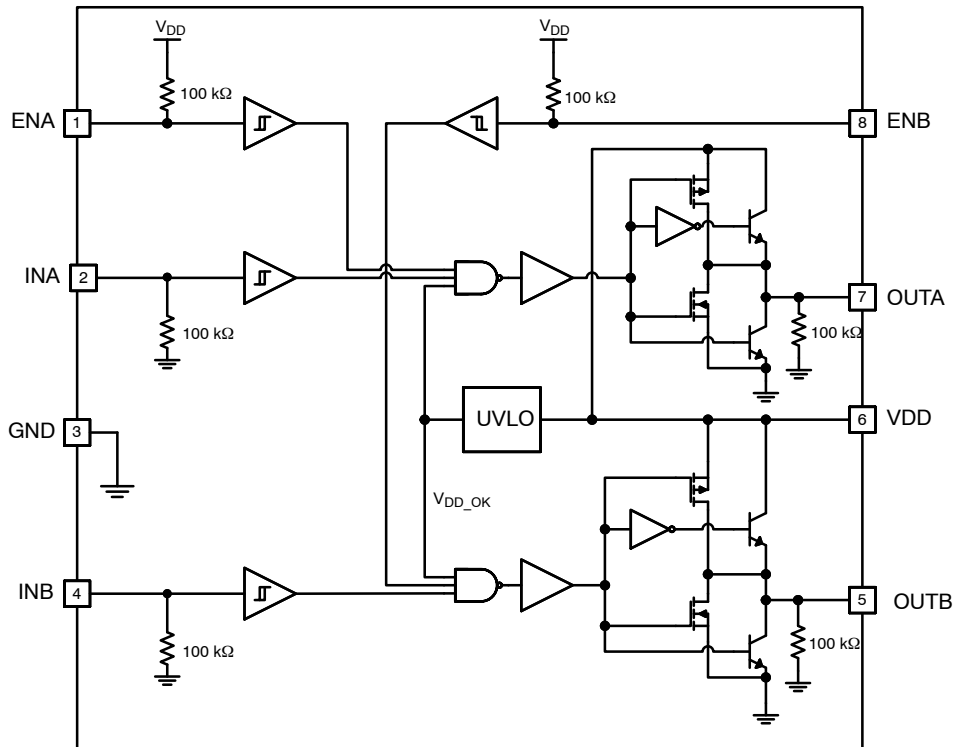 VDD
VDD
100 kΩ
100 kΩ
ENA
1
8
ENB
INA
2
7
OUTA
100 kΩ
100 kΩ
GND
3
UVLO
6
VDD
VDD_OK
INB
4
5
OUTB
100 kΩ
100 kΩ